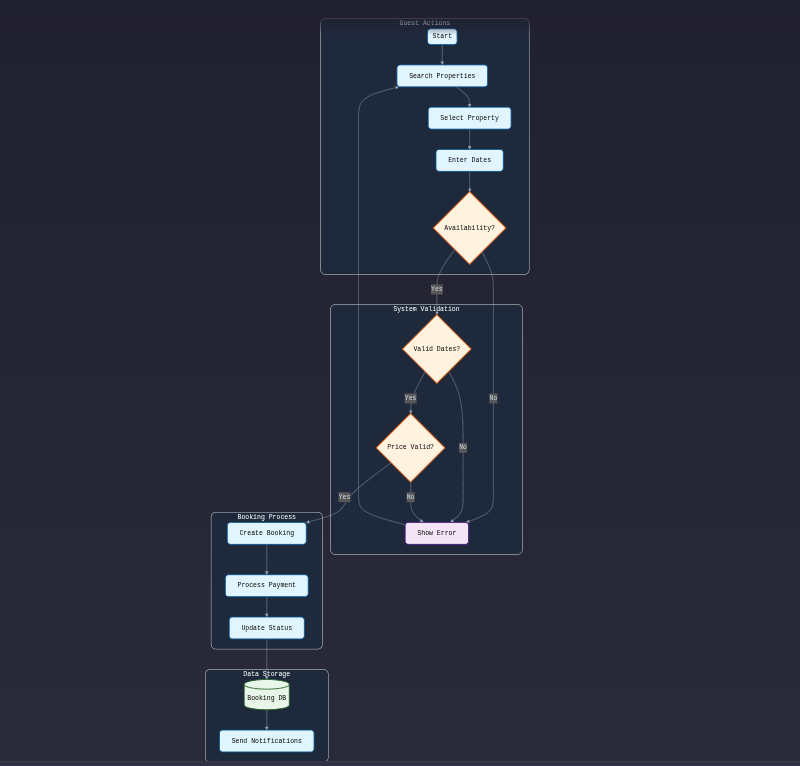 Guest Actions
Start
Search Properties
Select Property
Enter Dates
Availability?
Yes
System Validation
Valid Dates?
Yes
No
Price Valid?
No
Yes
No
Booking Process
Create Booking
Show Error
Process Payment
Update Status
Data Storage
Booking DB
Send Notifications